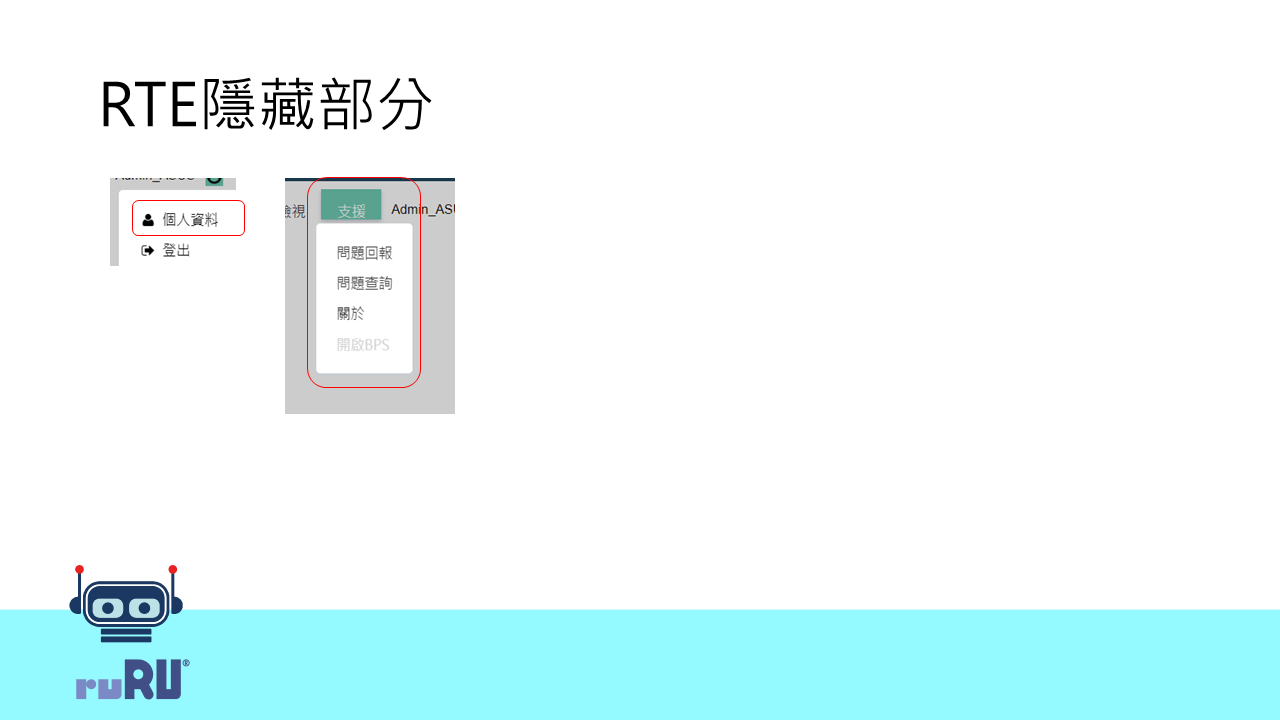 RTE隱藏部分
個人資料
登出
檢視 支援 Admin_ASU
問題回報
問題查詢
關於
開啟BPS
ruRU®